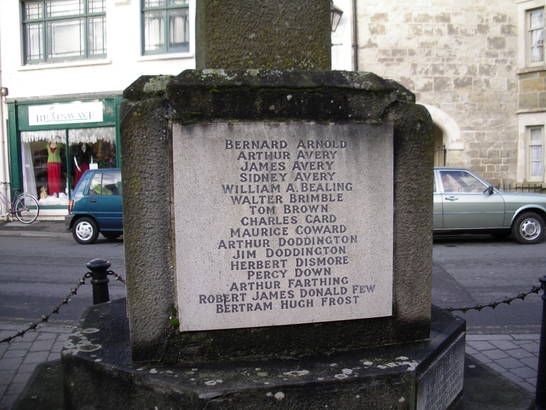 BRAINWAVE
BERNARD ARNOLD
ARTHUR AVERY
JAMES AVERY
SIDNEY AVERY
WILLIAM A. BEALING
WALTER BRIMBLE
TOM BROWN
CHARLES CARD
MAURICE COWARD
ARTHUR DODDINGTON
JIM DODDINGTON
HERBERT DISMORE
PERCY DOWN
ARTHUR FARTHING
ROBERT JAMES DONALD FEW
BERTRAM HUGH FROST